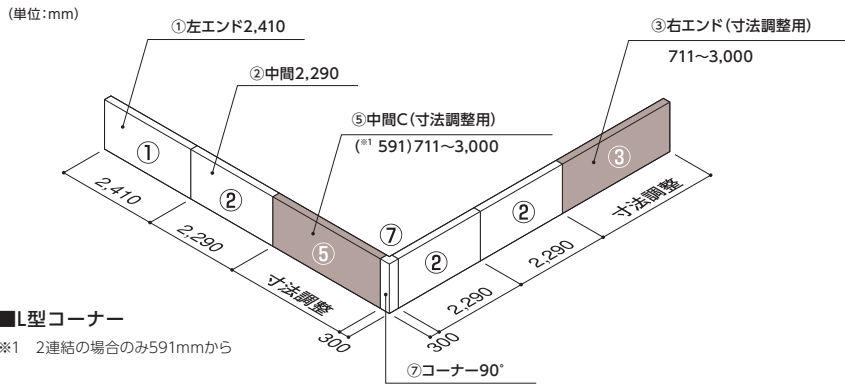 (単位:mm)
①左エンド2,410
②中間2,290
③右エンド(寸法調整用)
711~3,000
⑤中間C(寸法調整用)
(※1 591)711~3,000
①
②
⑤
⑦
②
②
③
2,410
2,290
寸法調整
300
300
2,290
2,290
寸法調整
■L型コーナー
※1 2連結の場合のみ591mmから
⑦コーナー90°